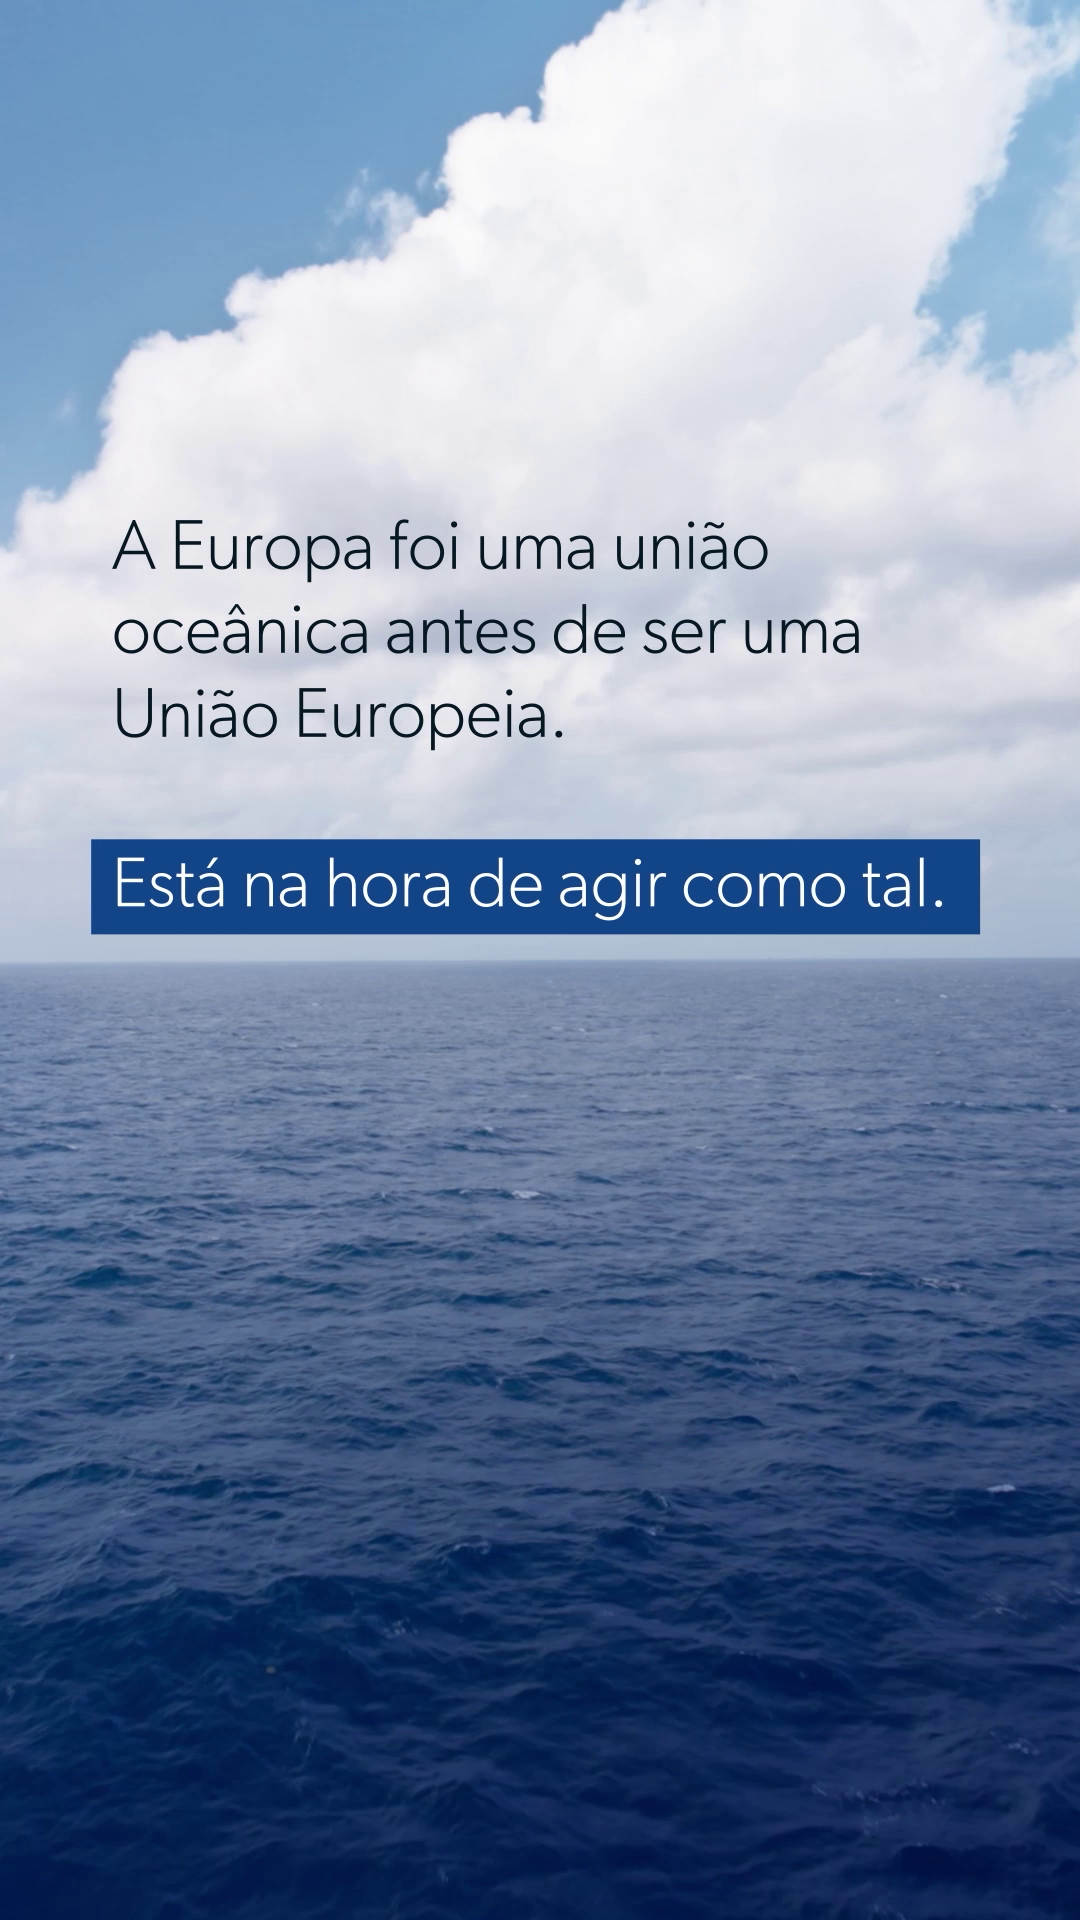 A Europa foi uma união
oceânica antes de ser uma
União Europeia.
Está na hora de agir como tal.